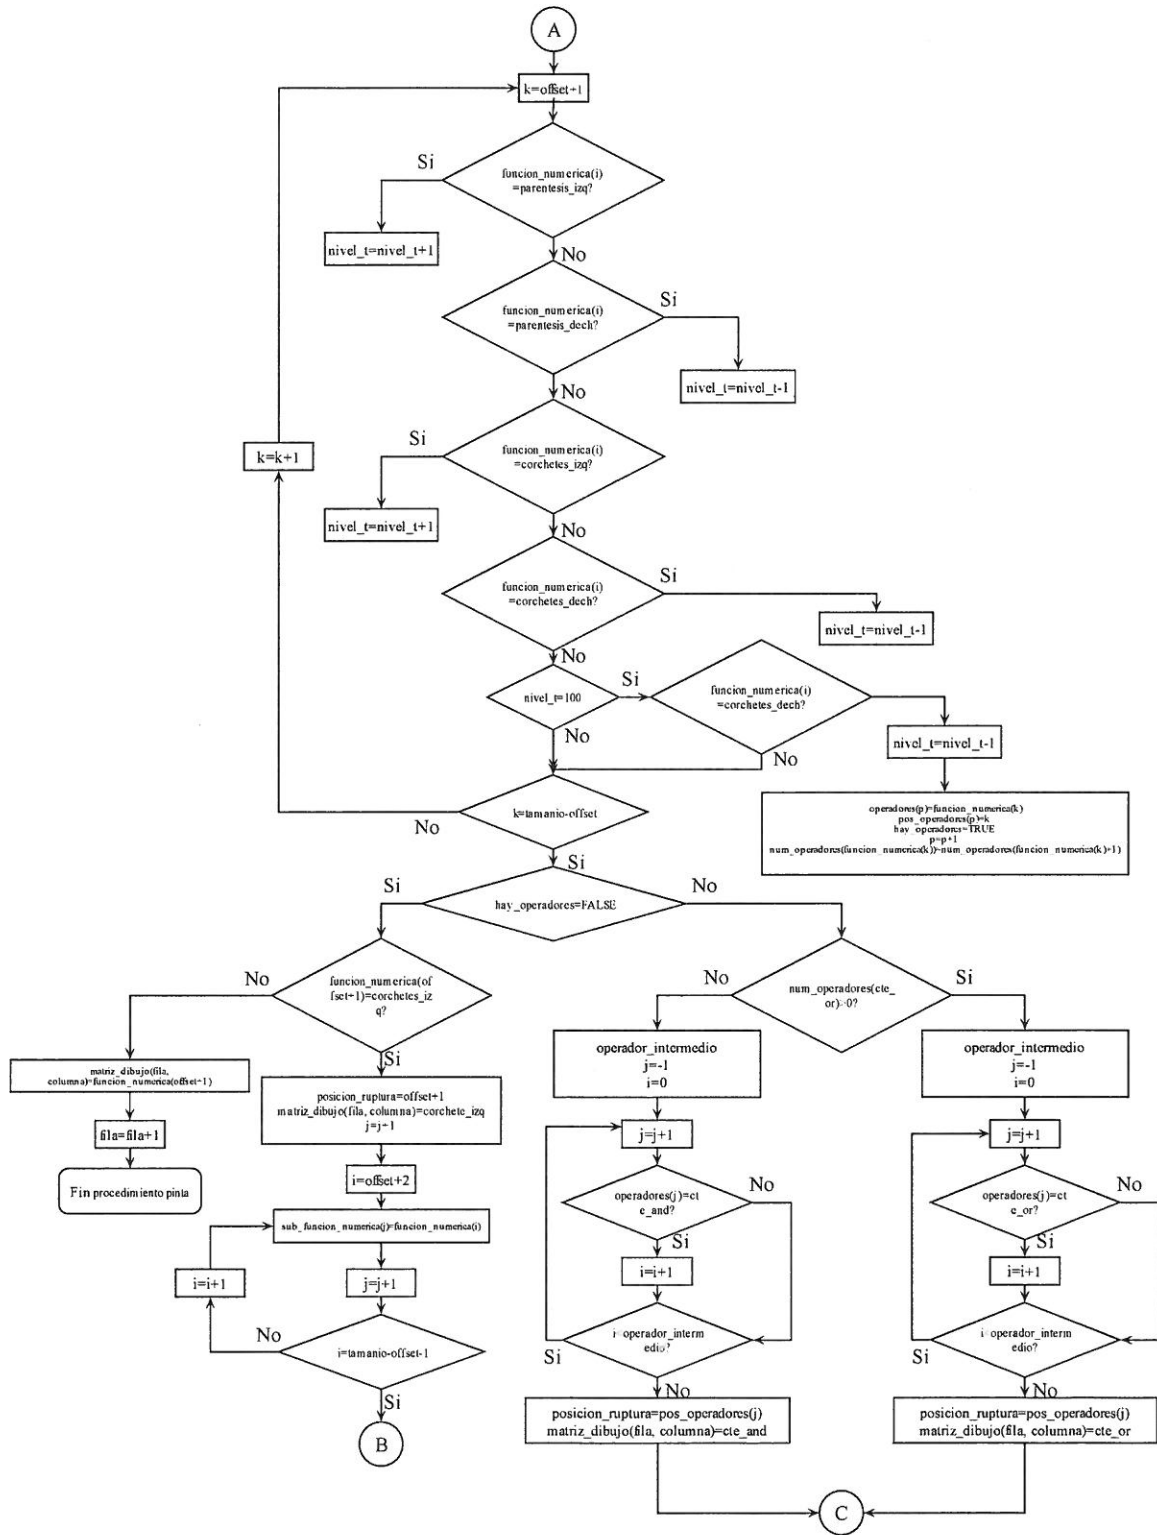 A
k=offset+1
Si
funcion_numerica(i)
=parentesis_izq?
nivel_t=nivel_t+1
No
funcion_numerica(i)
=parentesis_dech?
Si
nivel_t=nivel_t-1
No
Si
funcion_numerica(i)
=corchetes_izq?
k=k+1
nivel_t=nivel_t+1
No
funcion_numerica(i)
=corchetes_dech?
Si
nivel_t=nivel_t-1
No
nivel_t=100
Si
funcion_numerica(i)
=corchetes_dech?
No
nivel_t=nivel_t-1
No
k=tamanio-offset
No
operadores(p)=funcion_numerica(k)
pos_operadores(p)=k
hay_operadores=TRUE
p=p+1
num_operadores(funcion_numerica(k))=num_operadores(funcion_numerica(k)+1)
Si
Si
hay_operadores=FALSE
No
No
funcion_numerica(of
fset+1)=corchetes_iz
q?
Si
No
num_operadores(cte_
or)>0?
Si
matriz_dibujo(fila,
columna)=funcion_numerica(offset+1)
fila=fila+1
Fin procedimiento pinta
posicion_ruptura=offset+1
matriz_dibujo(fila, columna)=corchete_izq
j=j+1
i=offset+2
sub_funcion_numerica(j)=funcion_numerica(i)
i=i+1
j=j+1
No
i=tamanio-offset-1
Si
B
operador_intermedio
j=-1
i=0
j=j+1
operadores(j)=ct
e_and?
No
Si
i=i+1
i=operador_interm
edio?
Si
No
posicion_ruptura=pos_operadores(j)
matriz_dibujo(fila, columna)=cte_and
operador_intermedio
j=-1
i=0
j=j+1
operadores(j)=ct
e_or?
No
Si
i=i+1
i=operador_interm
edio?
Si
No
posicion_ruptura=pos_operadores(j)
matriz_dibujo(fila, columna)=cte_or
C